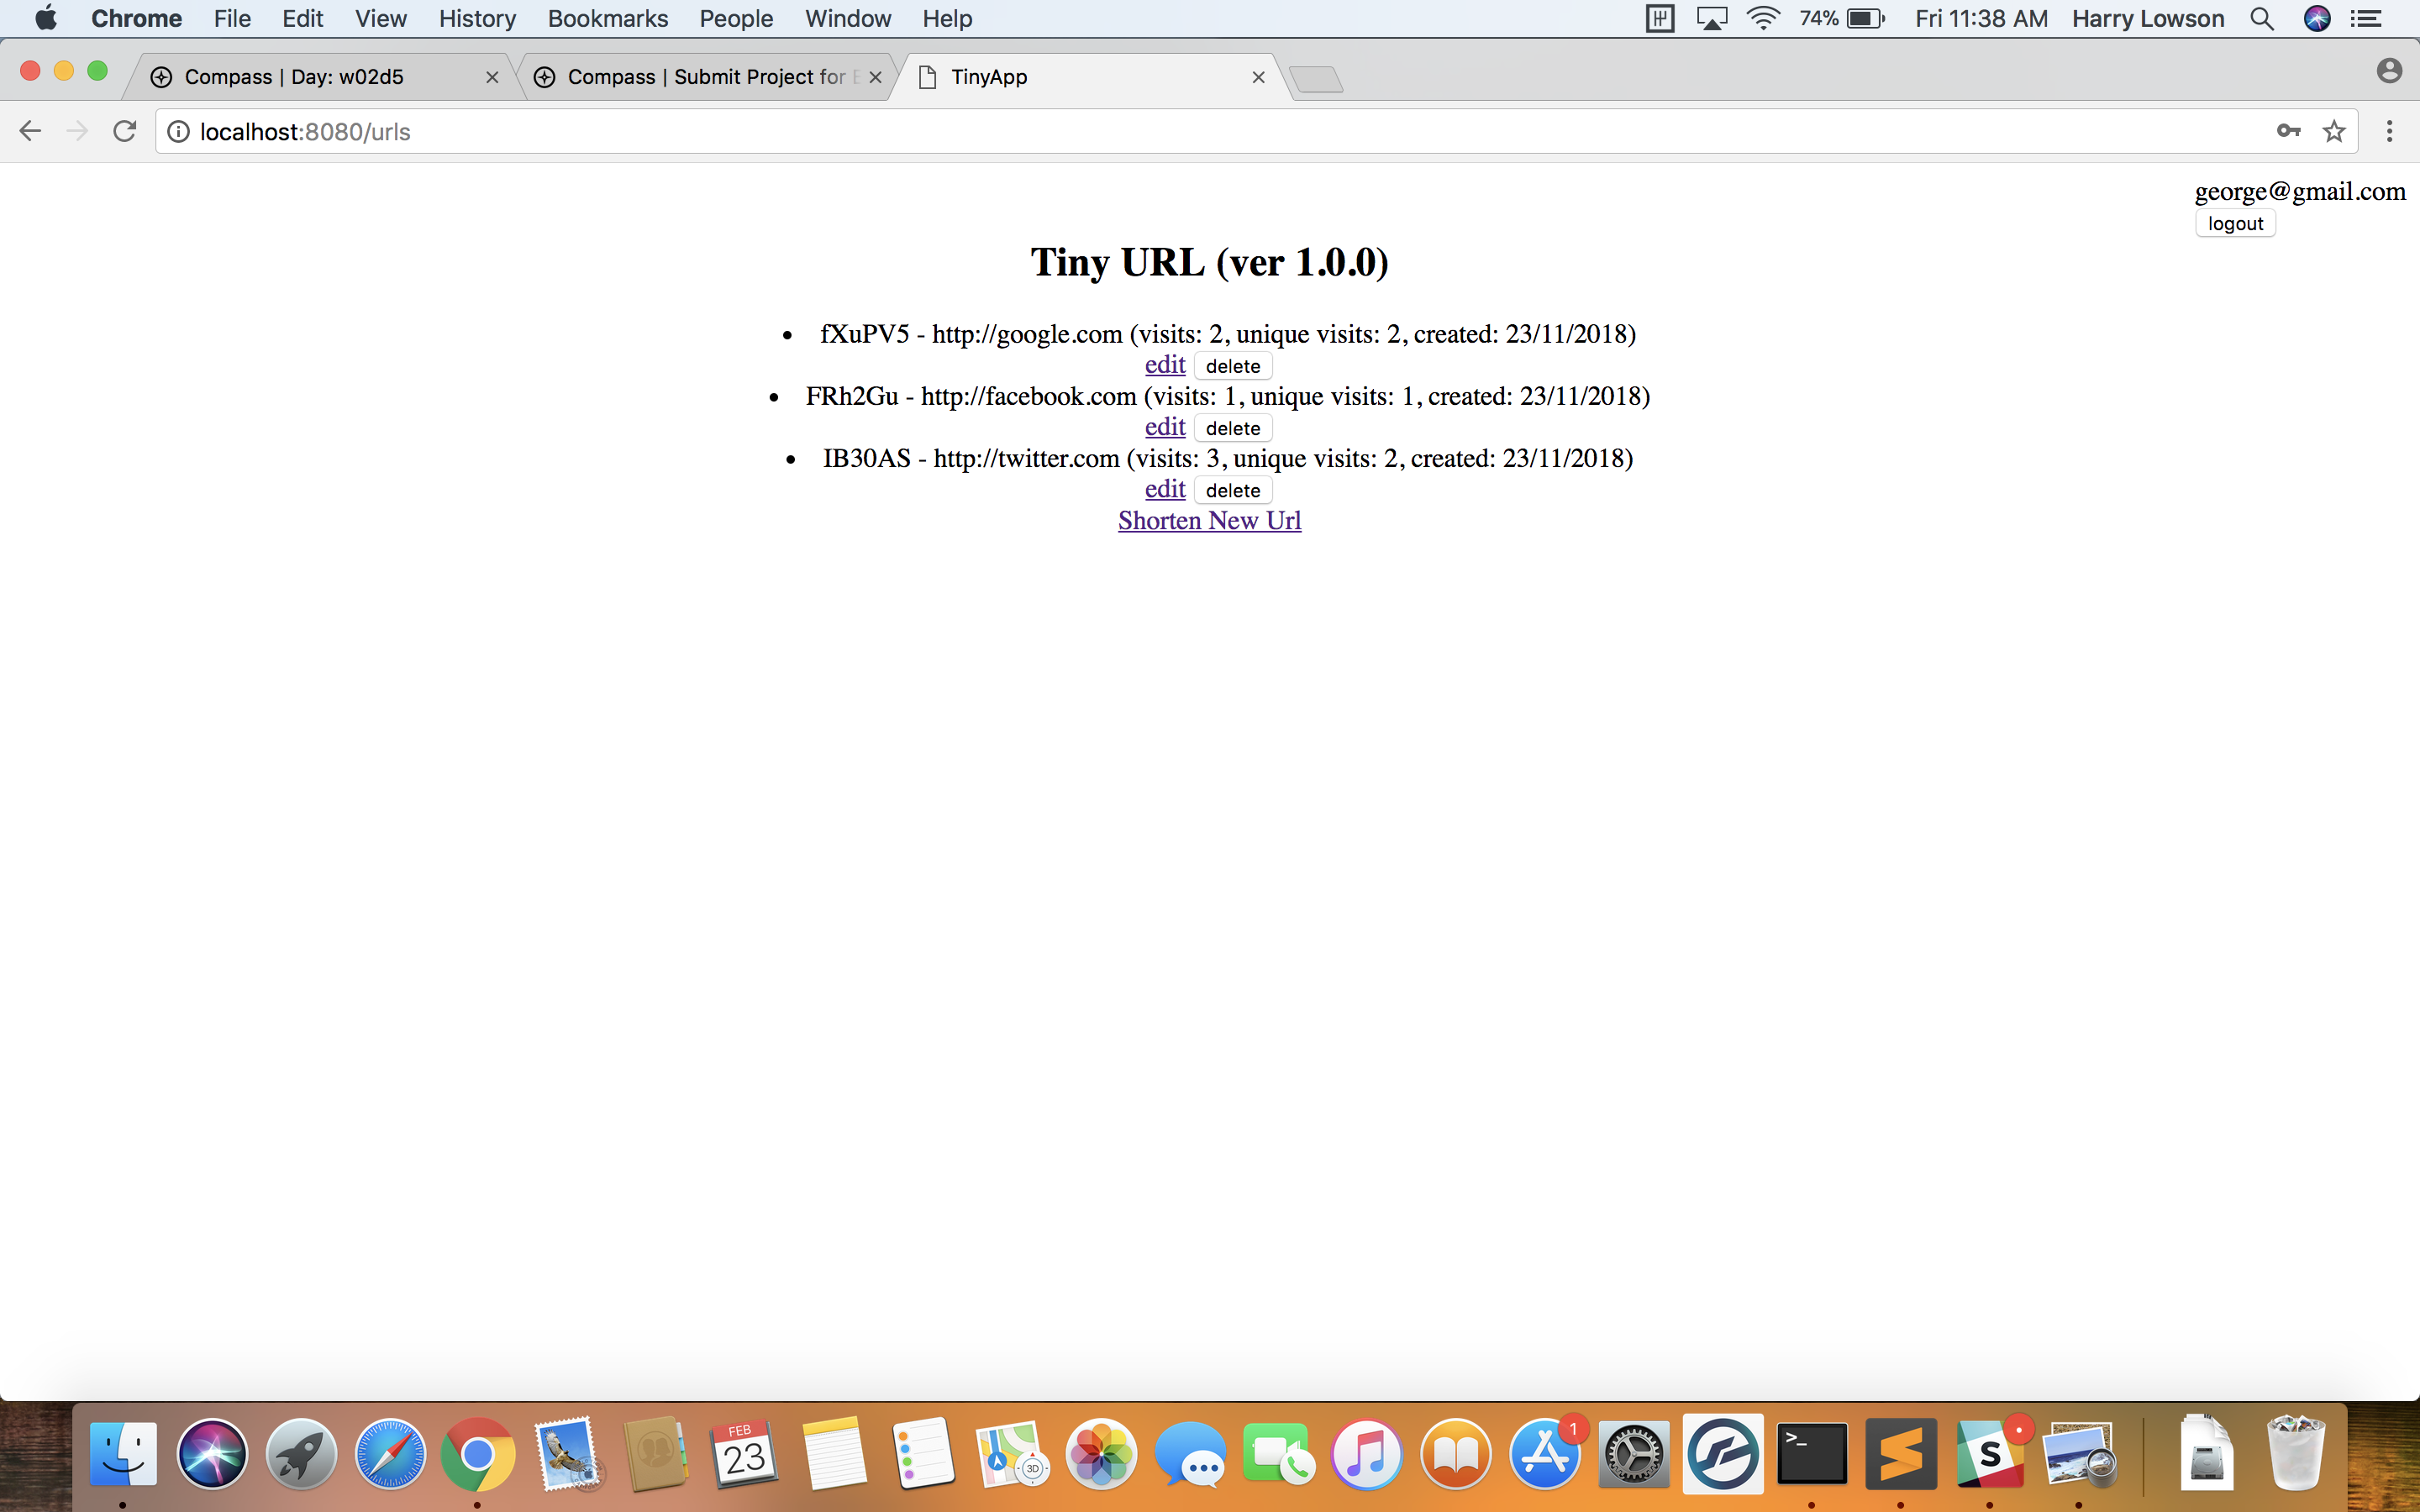 Chrome File Edit View History Bookmarks People Window Help 74% Fri 11:38 AM Harry Lowson
Compass | Day: w02d5
Compass | Submit Project for E
TinyApp
localhost:8080/urls
george@gmail.com
logout
Tiny URL (ver 1.0.0)
• fXuPV5 - http://google.com (visits: 2, unique visits: 2, created: 23/11/2018)
edit delete
• FRh2Gu - http://facebook.com (visits: 1, unique visits: 1, created: 23/11/2018)
edit delete
• IB30AS - http://twitter.com (visits: 3, unique visits: 2, created: 23/11/2018)
edit delete
Shorten New Url
FEB
23
3D
1
>_
S